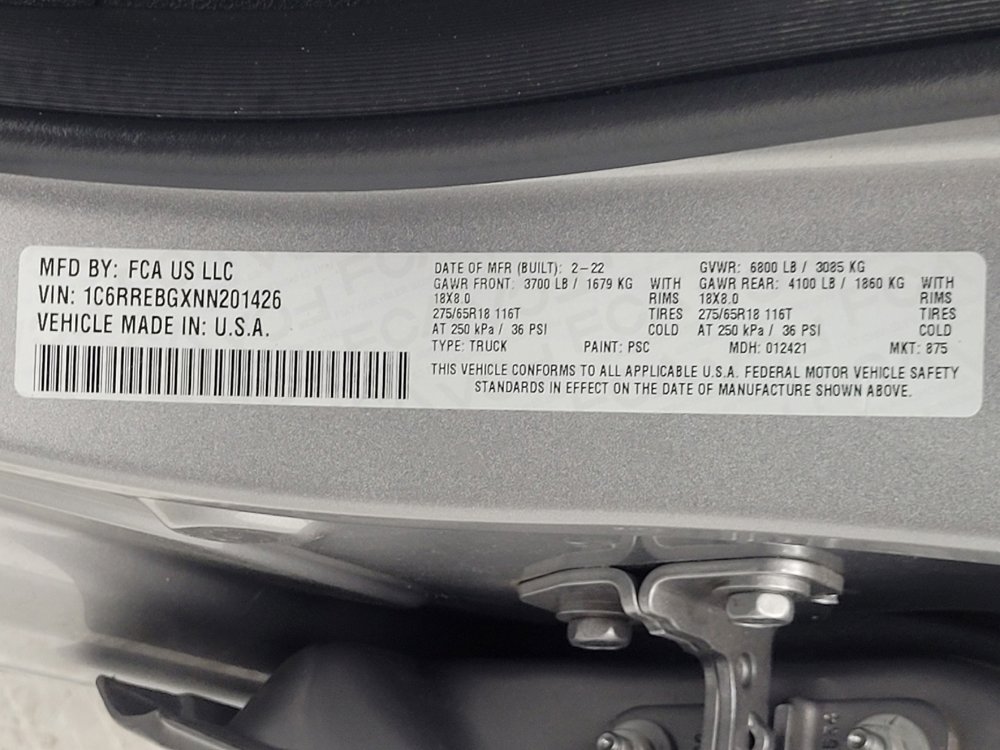 MFD BY: FCA US LLC
VIN: 1C6RREBGXNN201426
VEHICLE MADE IN: U.S.A.
DATE OF MFR (BUILT): 2-22 GVWR: 6800 LB / 3085 KG
GAWR FRONT: 3700 LB / 1679 KG WITH GAWR REAR: 4100 LB / 1860 KG WITH
18X8.0 RIMS 18X8.0 RIMS
275/65R18 116T TIRES 275/65R18 116T TIRES
AT 250 kPa / 36 PSI COLD AT 250 kPa / 36 PSI COLD
TYPE: TRUCK PAINT: PSC MDH: 012421 MKT: 875
THIS VEHICLE CONFORMS TO ALL APPLICABLE U.S.A. FEDERAL MOTOR VEHICLE SAFETY
STANDARDS IN EFFECT ON THE DATE OF MANUFACTURE SHOWN ABOVE.